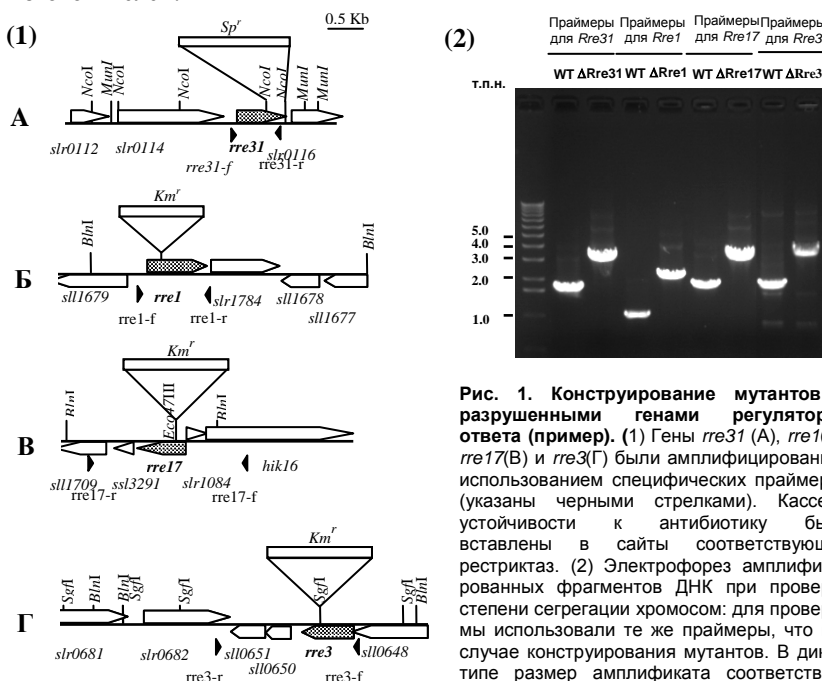 0.5 Kb
(1)
Sp^r
NcoI
MunI
NcoI
NcoI
NcoI
NcoI
MunI
MunI
А
slr0112
slr0114
rre31
slr0116
rre31-f
rre31-r
Km^r
BlnI
BlnI
Б
sll1679
rre1
slr1784
sll1678
sll1677
rre1-f
rre1-r
Km^r
BlnI
Eco47III
BlnI
В
rre17
hik16
sll1709
ssl3291
slr1084
rre17-r
rre17-f
Km^r
SgfI
BlnI
BlnI
SgfI
SgfI
SgfI
SgfI
BlnI
Г
sll0681
slr0682
sll0651
sll0650
rre3
sll0648
rre3-r
rre3-f
(2)
Праймеры для Rre31
Праймеры для Rre1
Праймеры для Rre17
Праймеры для Rre3
WT ΔRre31 WT ΔRre1 WT ΔRre17 WT ΔRre3
т.п.н.
5.0
4.0
3.0
2.0
1.0
Рис. 1. Конструирование мутантов
разрушенными генами регулятор
ответа (пример). (1) Гены rre31 (А), rre1(
rre17(В) и rre3(Г) были амплифицирован
использованием специфических праймер
(указаны черными стрелками). Кассе
устойчивости к антибиотику бы
вставлены в сайты соответствующ
рестриктаз. (2) Электрофорез амплифи
рованных фрагментов ДНК при провер
степени сегрегации хромосом: для провер
мы использовали те же праймеры, что
случае конструирования мутантов. В дик
типе размер амплификата соответств